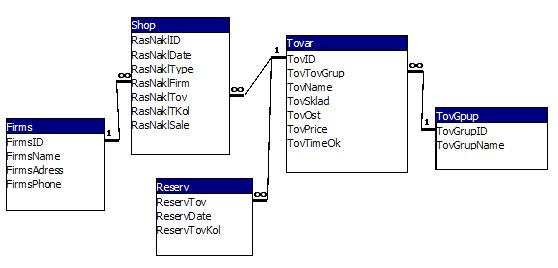 Shop
RasNaklID
RasNaklDate
RasNaklType
RasNaklFirm
RasNaklTov
RasNaklTKol
RasNaklSale
Tovar
TovID
TovTovGrup
TovName
TovSklad
TovOst
TovPrice
TovTimeOk
TovGpup
TovGrupID
TovGrupName
Firms
FirmsID
FirmsName
FirmsAdress
FirmsPhone
Reserv
ReservTov
ReservDate
ReservTovKol
1
∞
1
∞
∞
∞
1